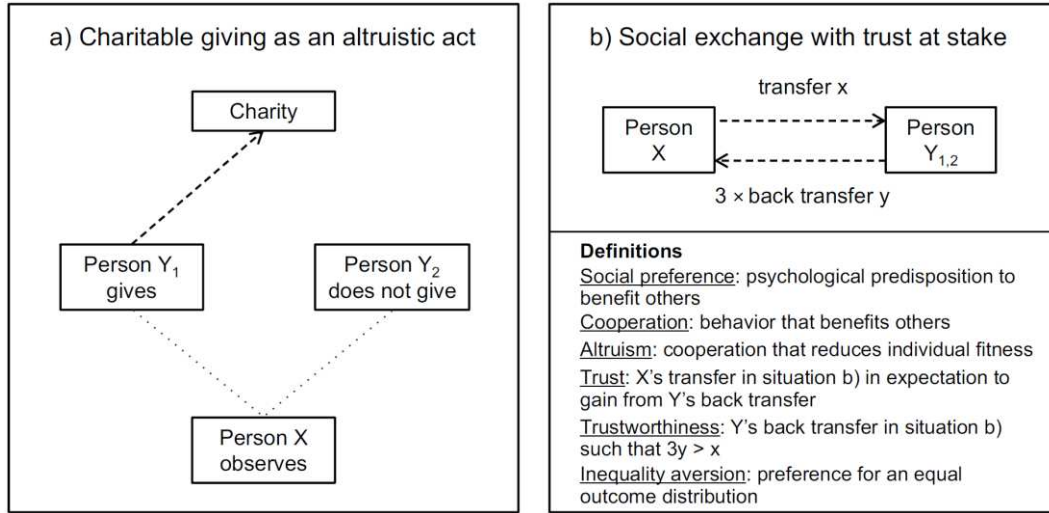 a) Charitable giving as an altruistic act
Charity
Person Y₁
gives
Person Y₂
does not give
Person X
observes
b) Social exchange with trust at stake
transfer x
Person
X
Person
Y₁,₂
3 × back transfer y
Definitions
Social preference: psychological predisposition to
benefit others
Cooperation: behavior that benefits others
Altruism: cooperation that reduces individual fitness
Trust: X's transfer in situation b) in expectation to
gain from Y's back transfer
Trustworthiness: Y's back transfer in situation b)
such that 3y > x
Inequality aversion: preference for an equal
outcome distribution